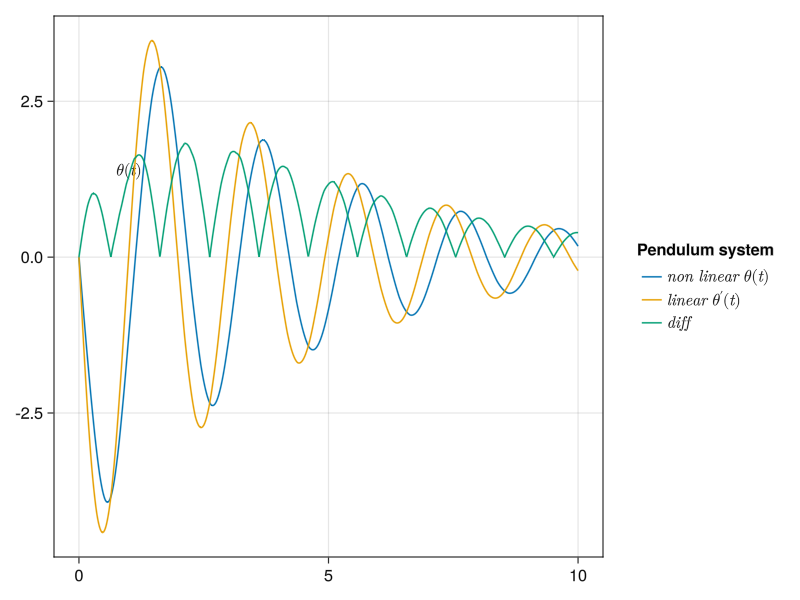 2.5
θ(t)
0.0
-2.5
0 5 10
Pendulum system
non linear θ(t)
linear θ′(t)
diff